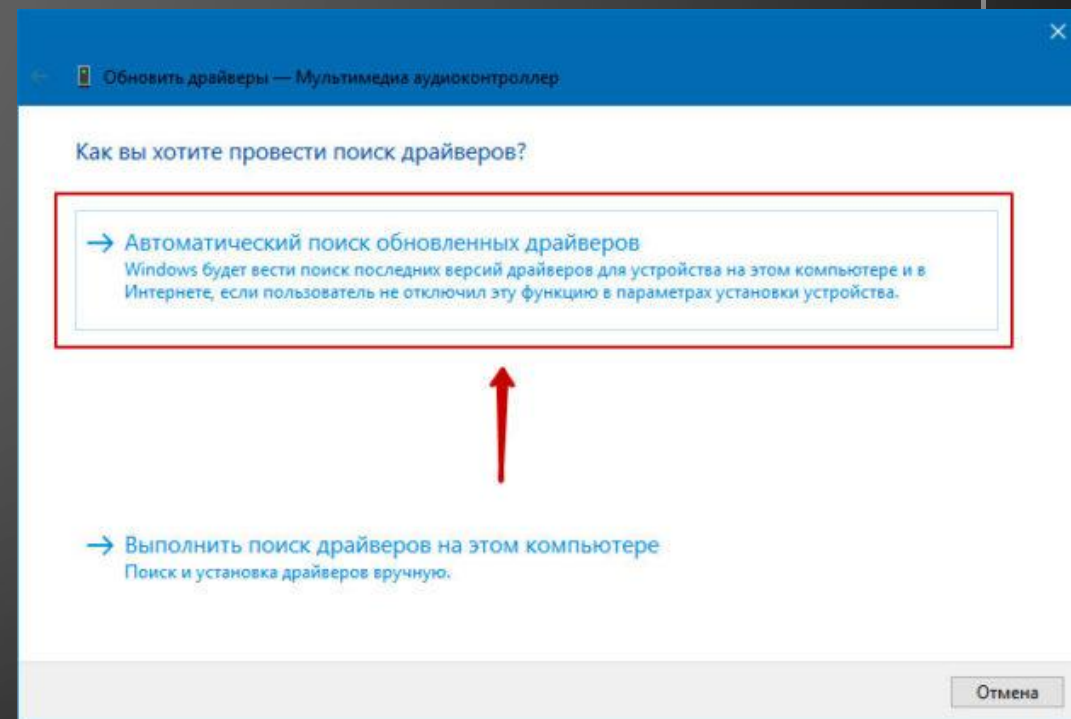 Обновить драйверы — Мультимедиа аудиоконтроллер
Как вы хотите провести поиск драйверов?
Автоматический поиск обновленных драйверов
Windows будет вести поиск последних версий драйверов для устройства на этом компьютере и в
Интернете, если пользователь не отключил эту функцию в параметрах установки устройства.
Выполнить поиск драйверов на этом компьютере
Поиск и установка драйверов вручную.
Отмена